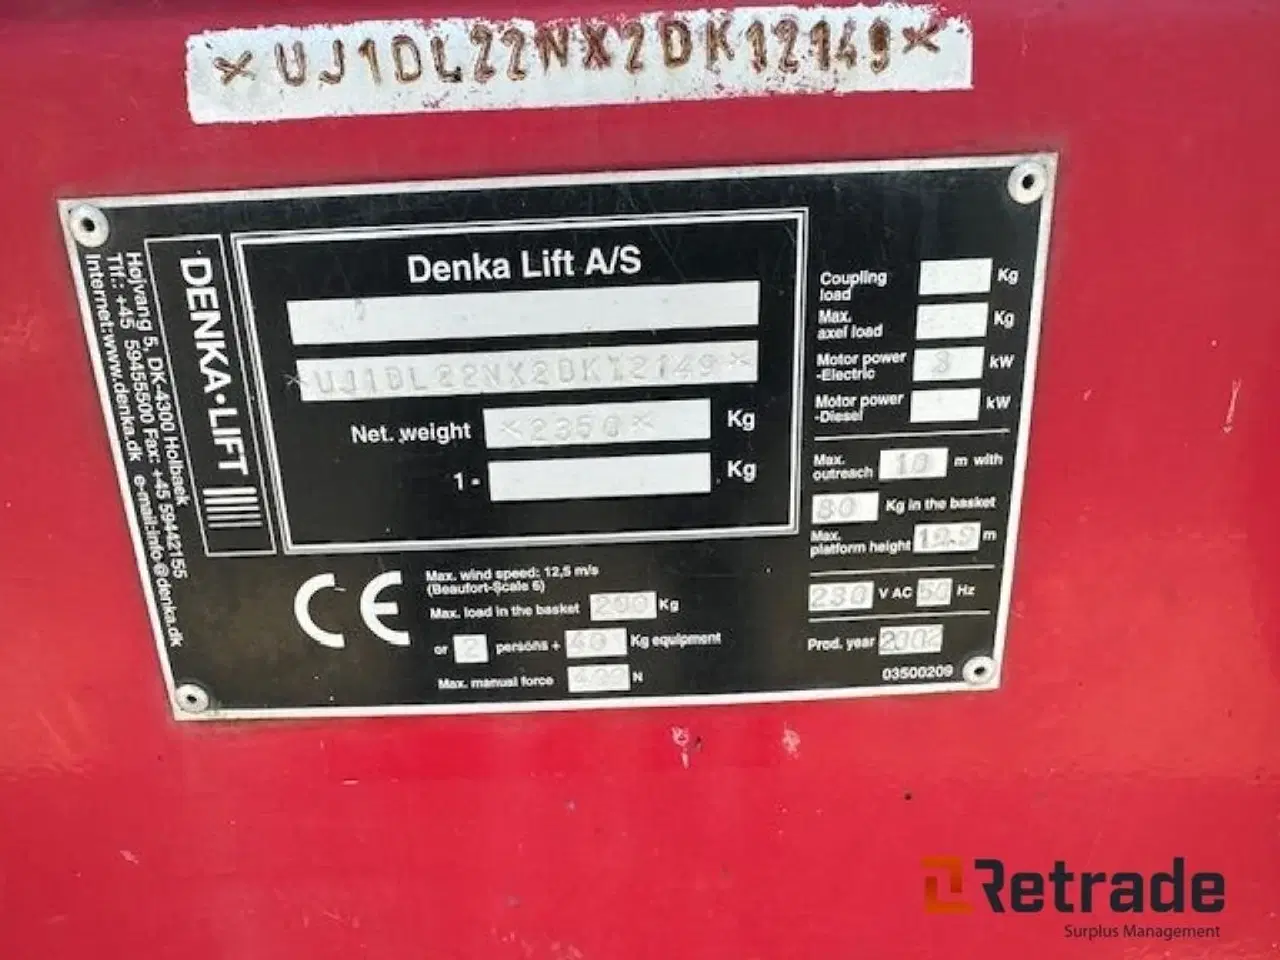 *UJ1DL22NX2DK12149*
DENKA•LIFT
Højvang 5, DK-4300 Holbaek
Tlf.: +45 59455500 Fax: +45 59442155
Internet:www.denka.dk e-mail:info@denka.dk
Denka Lift A/S
*UJ1DL22NX2DK12149*
Net. weight *2350* Kg
1 - Kg
Max. wind speed: 12,5 m/s
(Beaufort-Scale 6)
Max. load in the basket 200 Kg
or 2 persons + 40 Kg equipment
Max. manual force 400 N
Coupling
load Kg
Max.
axel load Kg
Motor power
-Electric 3 kW
Motor power
-Diesel kW
Max.
outreach 10 m with
80 Kg in the basket
Max.
platform height m
230 V AC 50 Hz
Prod. year 2002
03500209
Retrade
Surplus Management